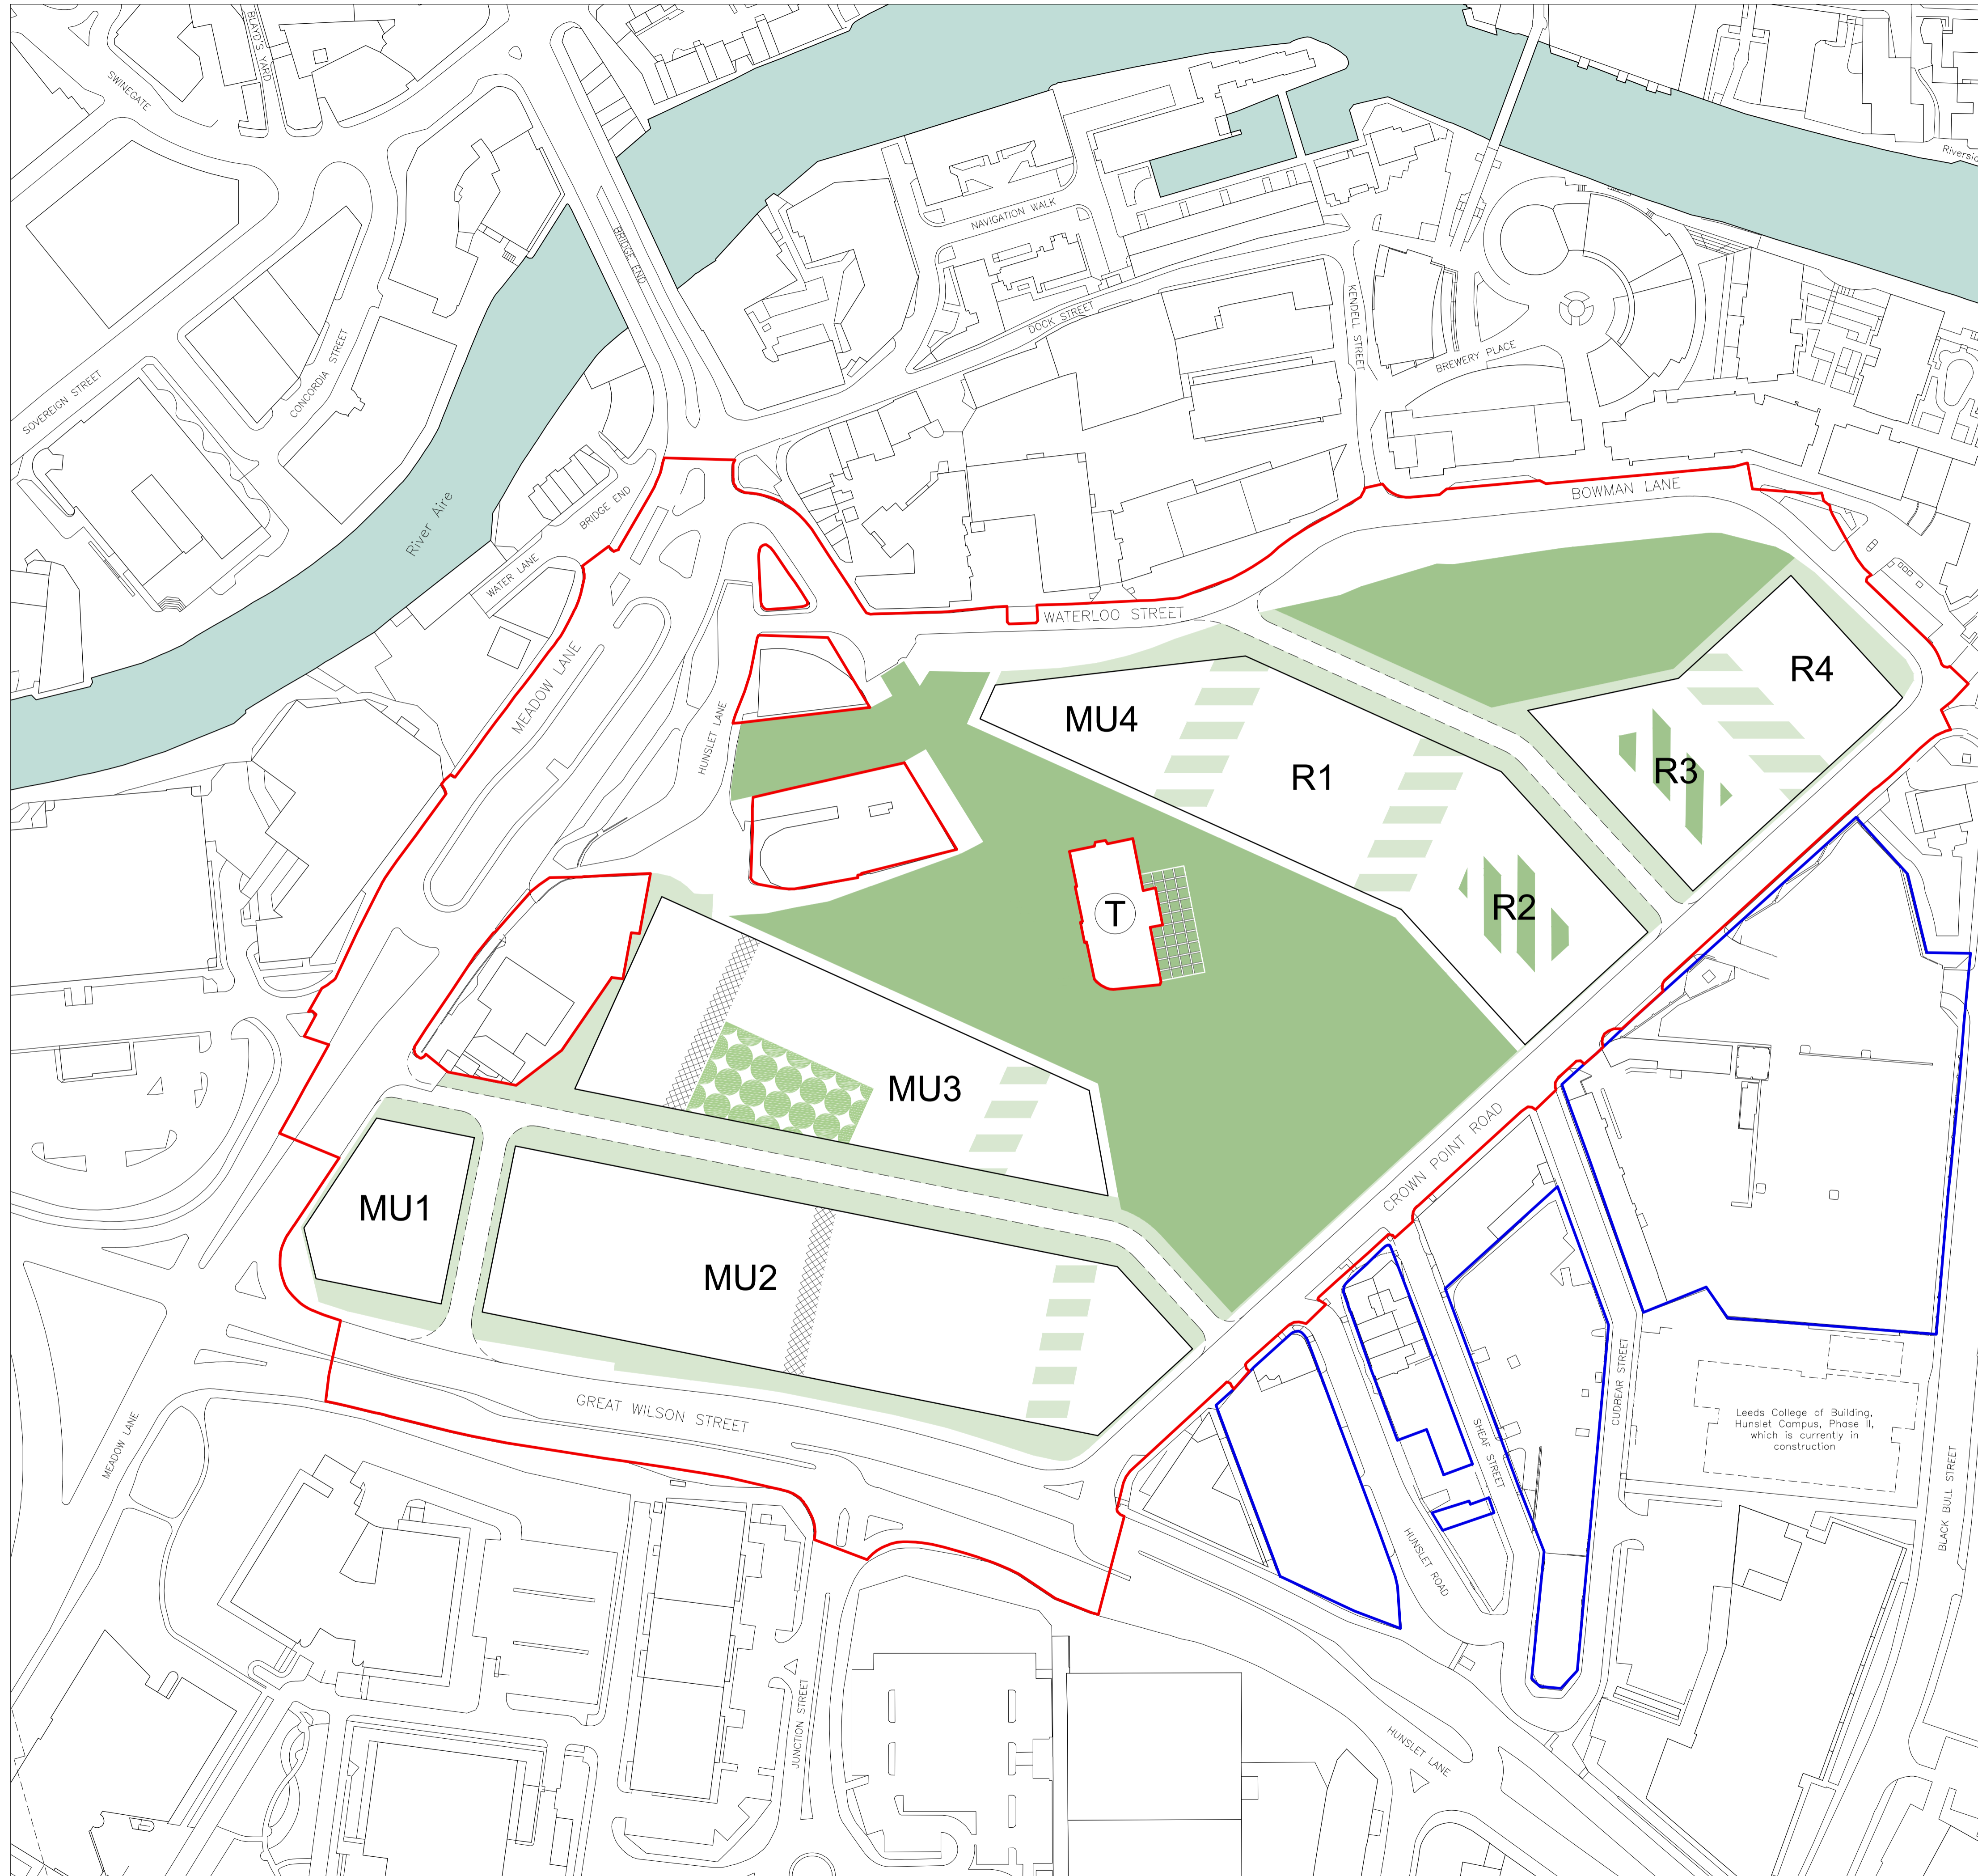 BLAYD'S YARD
SWINEGATE
NAVIGATION WALK
BRIDGE END
DOCK STREET
KENDELL STREET
BREWERY PLACE
CONCORDIA STREET
SOVEREIGN STREET
River Aire
BRIDGE END
WATER LANE
BOWMAN LANE
WATERLOO STREET
MEADOW LANE
HUNSLET LANE
MU4
R4
R1
R3
R2
T
MU3
MU1
MU2
CROWN POINT ROAD
GREAT WILSON STREET
MEADOW LANE
CUDBEAR STREET
SHEAF STREET
HUNSLET ROAD
Leeds College of Building,
Hunslet Campus, Phase II,
which is currently in
construction
BLACK BULL STREET
JUNCTION STREET
HUNSLET LANE